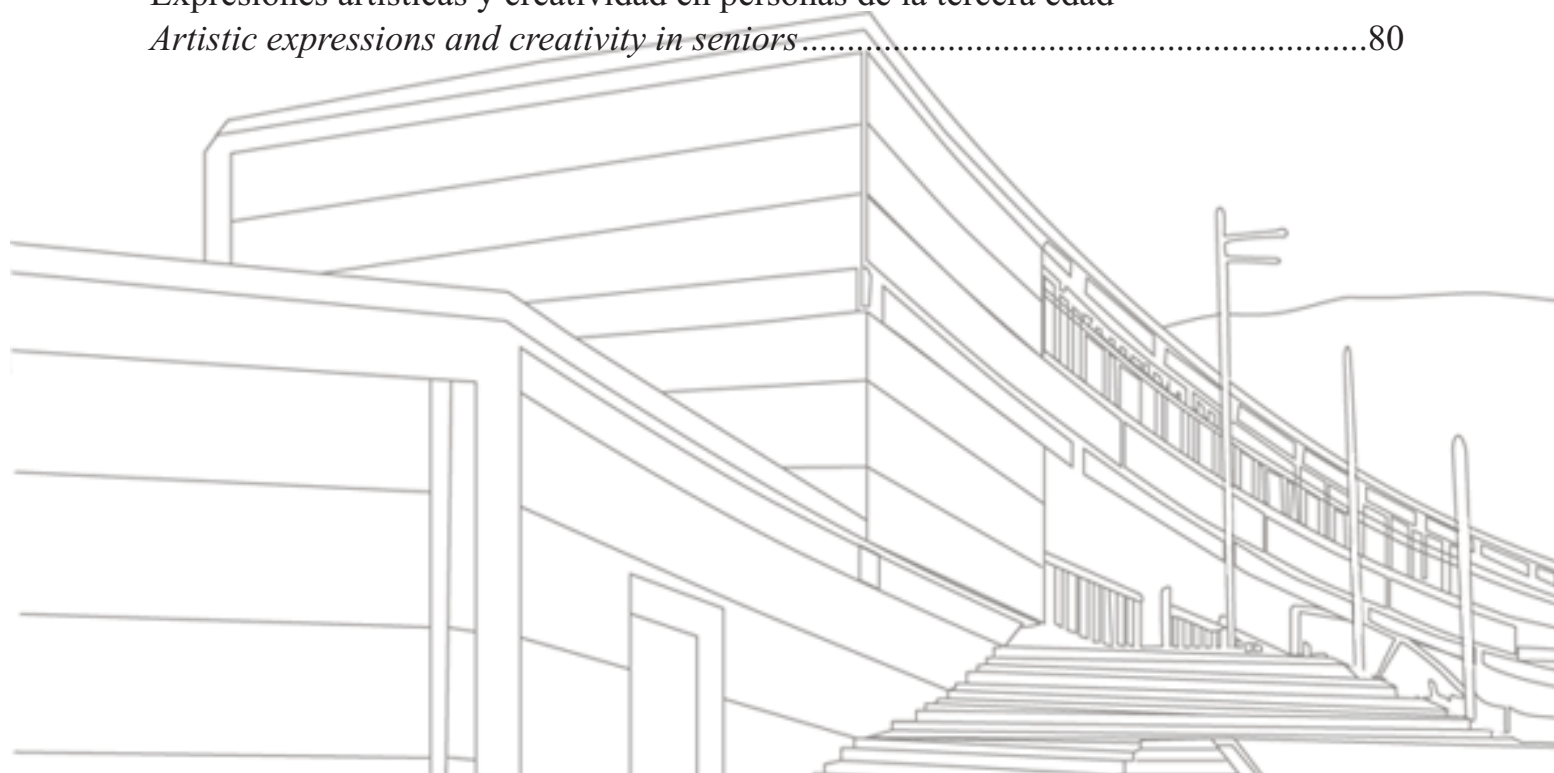 Expresiones artísticas y creatividad en personas de la tercera edad
Artistic expressions and creativity in seniors...............................................................80